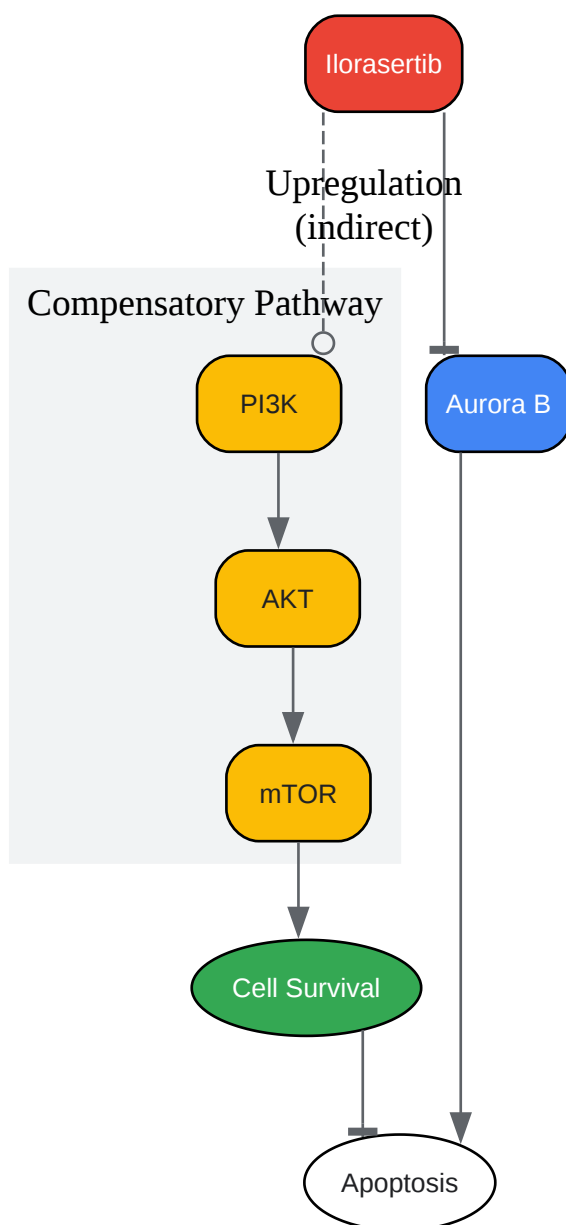 Ilorasertib
Upregulation
(indirect)
Compensatory Pathway
PI3K
Aurora B
AKT
mTOR
Cell Survival
Apoptosis